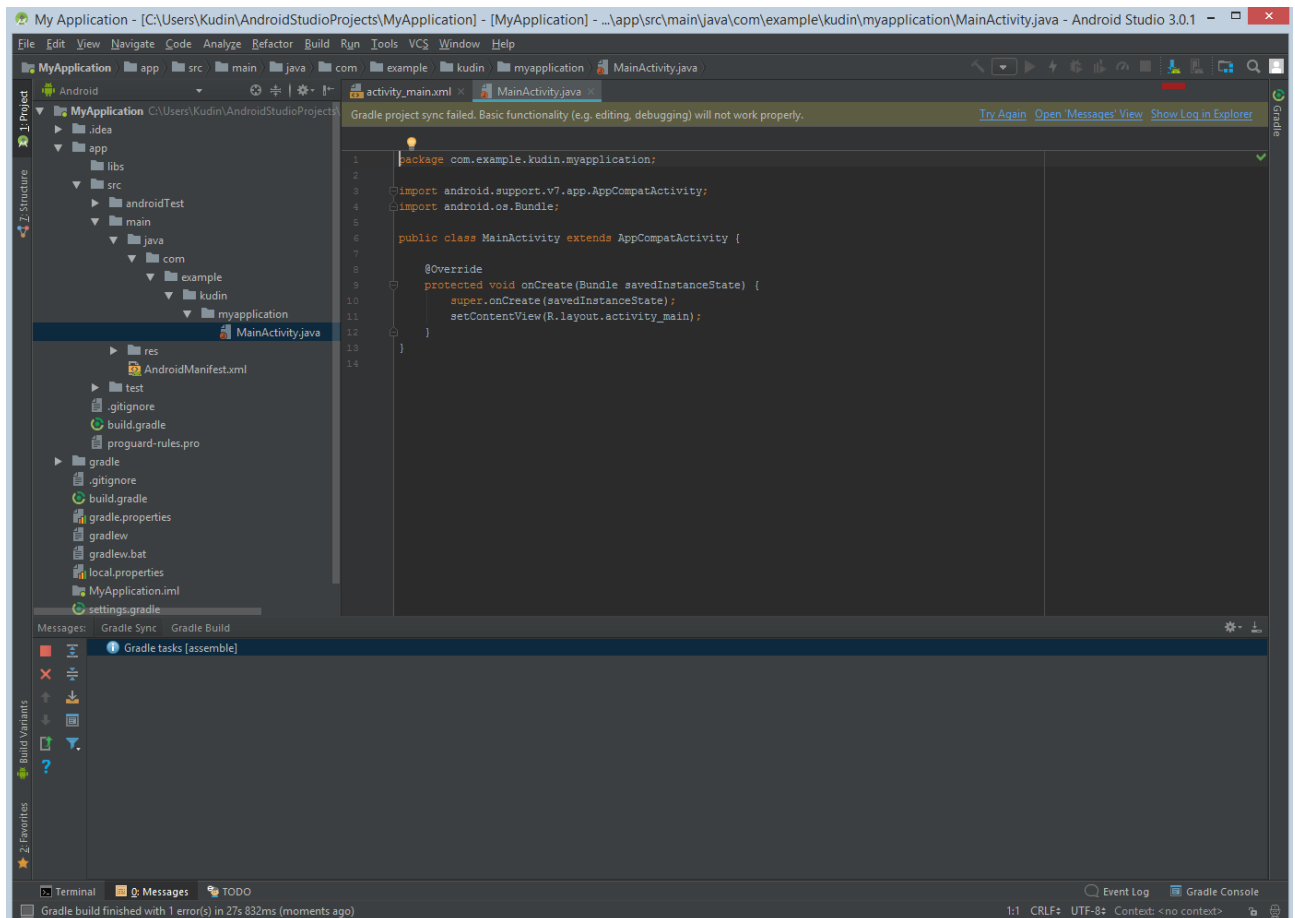 My Application - [C:\Users\Kudin\AndroidStudioProjects\MyApplication] - [MyApplication] - ...\app\src\main\java\com\example\kudin\myapplication\MainActivity.java - Android Studio 3.0.1
File Edit View Navigate Code Analyze Refactor Build Run Tools VCS Window Help
MyApplication app src main java com example kudin myapplication MainActivity.java
1: Project
Z: Structure
Build Variants
2: Favorites
Android
MyApplication C:\Users\Kudin\AndroidStudioProjects\
.idea
app
libs
src
androidTest
main
java
com
example
kudin
myapplication
MainActivity.java
res
AndroidManifest.xml
test
.gitignore
build.gradle
proguard-rules.pro
gradle
.gitignore
build.gradle
gradle.properties
gradlew
gradlew.bat
local.properties
MyApplication.iml
settings.gradle
activity_main.xml MainActivity.java
Gradle project sync failed. Basic functionality (e.g. editing, debugging) will not work properly. Try Again Open 'Messages' View Show Log in Explorer
1 package com.example.kudin.myapplication;
2
3 import android.support.v7.app.AppCompatActivity;
4 import android.os.Bundle;
5
6 public class MainActivity extends AppCompatActivity {
7
8 @Override
9 protected void onCreate(Bundle savedInstanceState) {
10 super.onCreate(savedInstanceState);
11 setContentView(R.layout.activity_main);
12 }
13 }
14
Gradle
Messages: Gradle Sync Gradle Build
Gradle tasks [assemble]
Terminal 0: Messages TODO Event Log Gradle Console
Gradle build finished with 1 error(s) in 27s 832ms (moments ago) 1:1 CRLF UTF-8 Context: <no context>